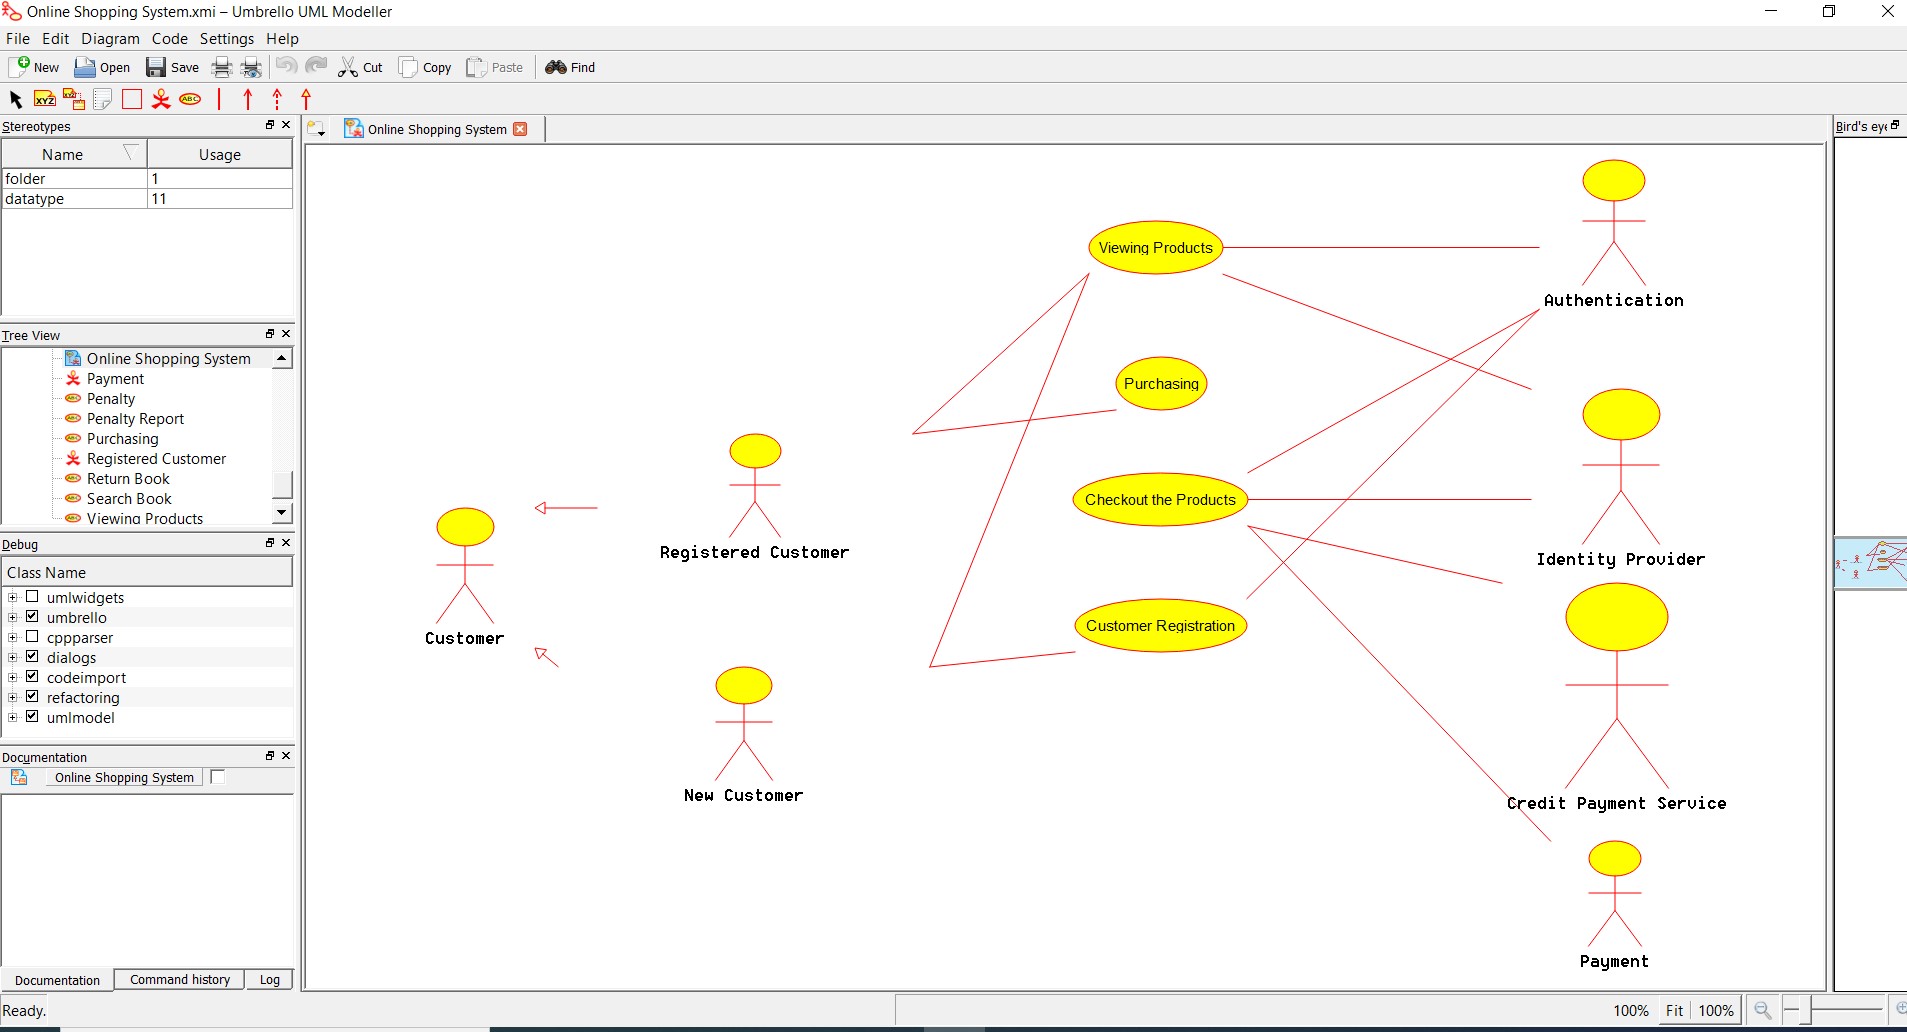 Online Shopping System.xmi – Umbrello UML Modeller
File Edit Diagram Code Settings Help
New Open Save Cut Copy Paste Find
XYZ XYZ ABC
Stereotypes
Name Usage
folder 1
datatype 11
Tree View
Online Shopping System
Payment
Penalty
Penalty Report
Purchasing
Registered Customer
Return Book
Search Book
Viewing Products
Debug
Class Name
umlwidgets
umbrello
cppparser
dialogs
codeimport
refactoring
umlmodel
Documentation
Online Shopping System
Documentation Command history Log
Ready.
Online Shopping System
Viewing Products
Authentication
Purchasing
Registered Customer
Checkout the Products
Identity Provider
Customer
Customer Registration
New Customer
Credit Payment Service
Payment
Bird's eye
100% Fit 100%